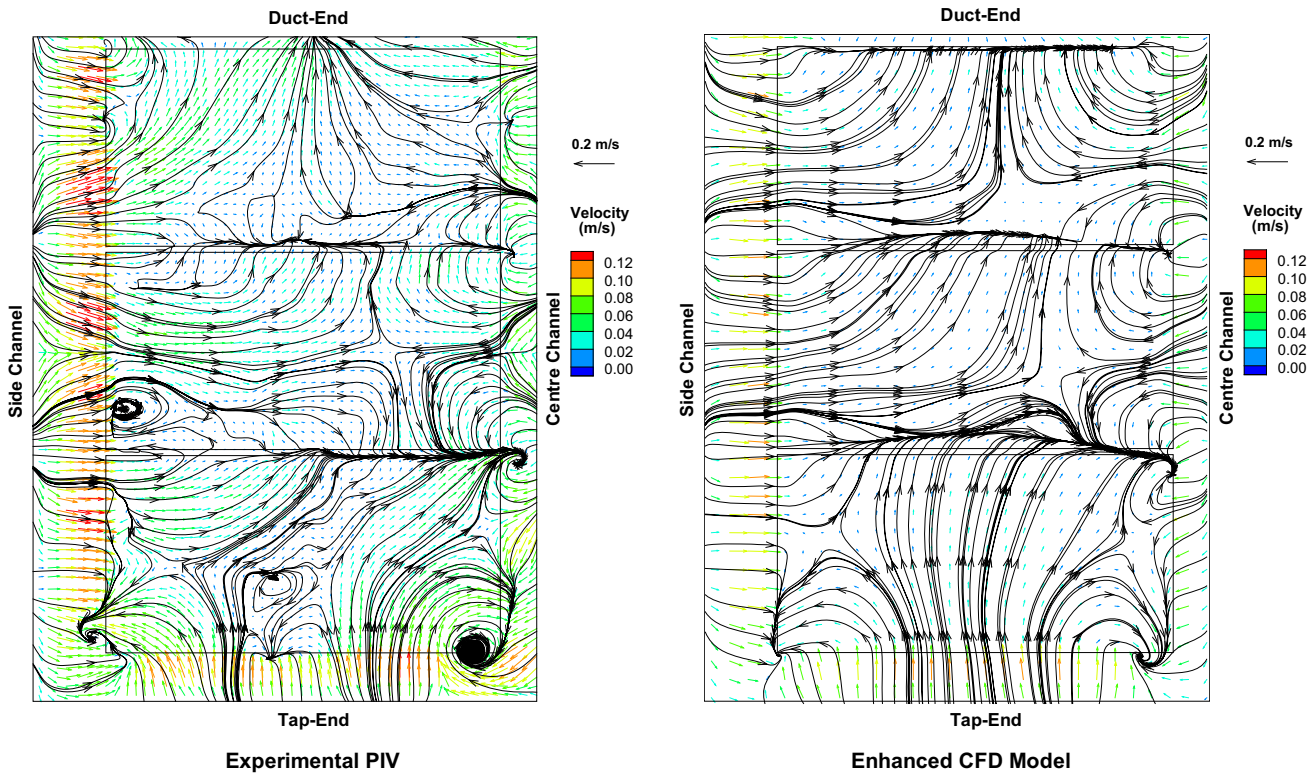 Duct-End
Side Channel
Centre Channel
0.2 m/s
Velocity
(m/s)
0.12
0.10
0.08
0.06
0.04
0.02
0.00
Tap-End
Experimental PIV
Duct-End
Side Channel
Centre Channel
0.2 m/s
Velocity
(m/s)
0.12
0.10
0.08
0.06
0.04
0.02
0.00
Tap-End
Enhanced CFD Model